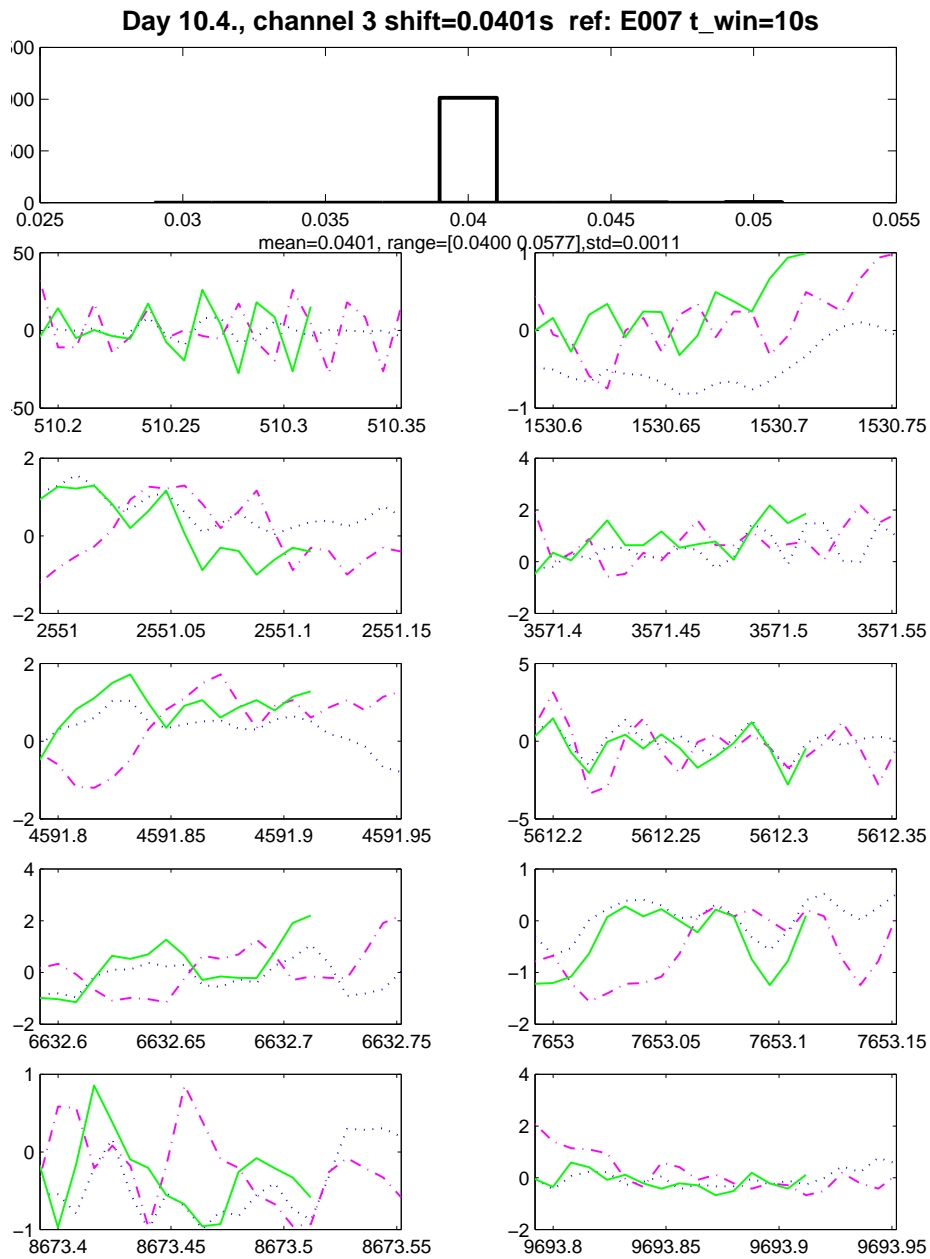 Day 10.4., channel 3 shift=0.0401s ref: E007 t_win=10s
0.025 0.03 0.035 0.04 0.045 0.05 0.055
0
mean=0.0401, range=[0.0400 0.0577],std=0.0011
50
0
510.2 510.25 510.3 510.35
1
0
−1
1530.6 1530.65 1530.7 1530.75
2
0
−2
2551 2551.05 2551.1 2551.15
4
2
0
−2
3571.4 3571.45 3571.5 3571.55
2
0
−2
4591.8 4591.85 4591.9 4591.95
5
0
−5
5612.2 5612.25 5612.3 5612.35
4
2
0
−2
6632.6 6632.65 6632.7 6632.75
1
0
−1
−2
7653 7653.05 7653.1 7653.15
1
0
−1
8673.4 8673.45 8673.5 8673.55
4
2
0
−2
9693.8 9693.85 9693.9 9693.95